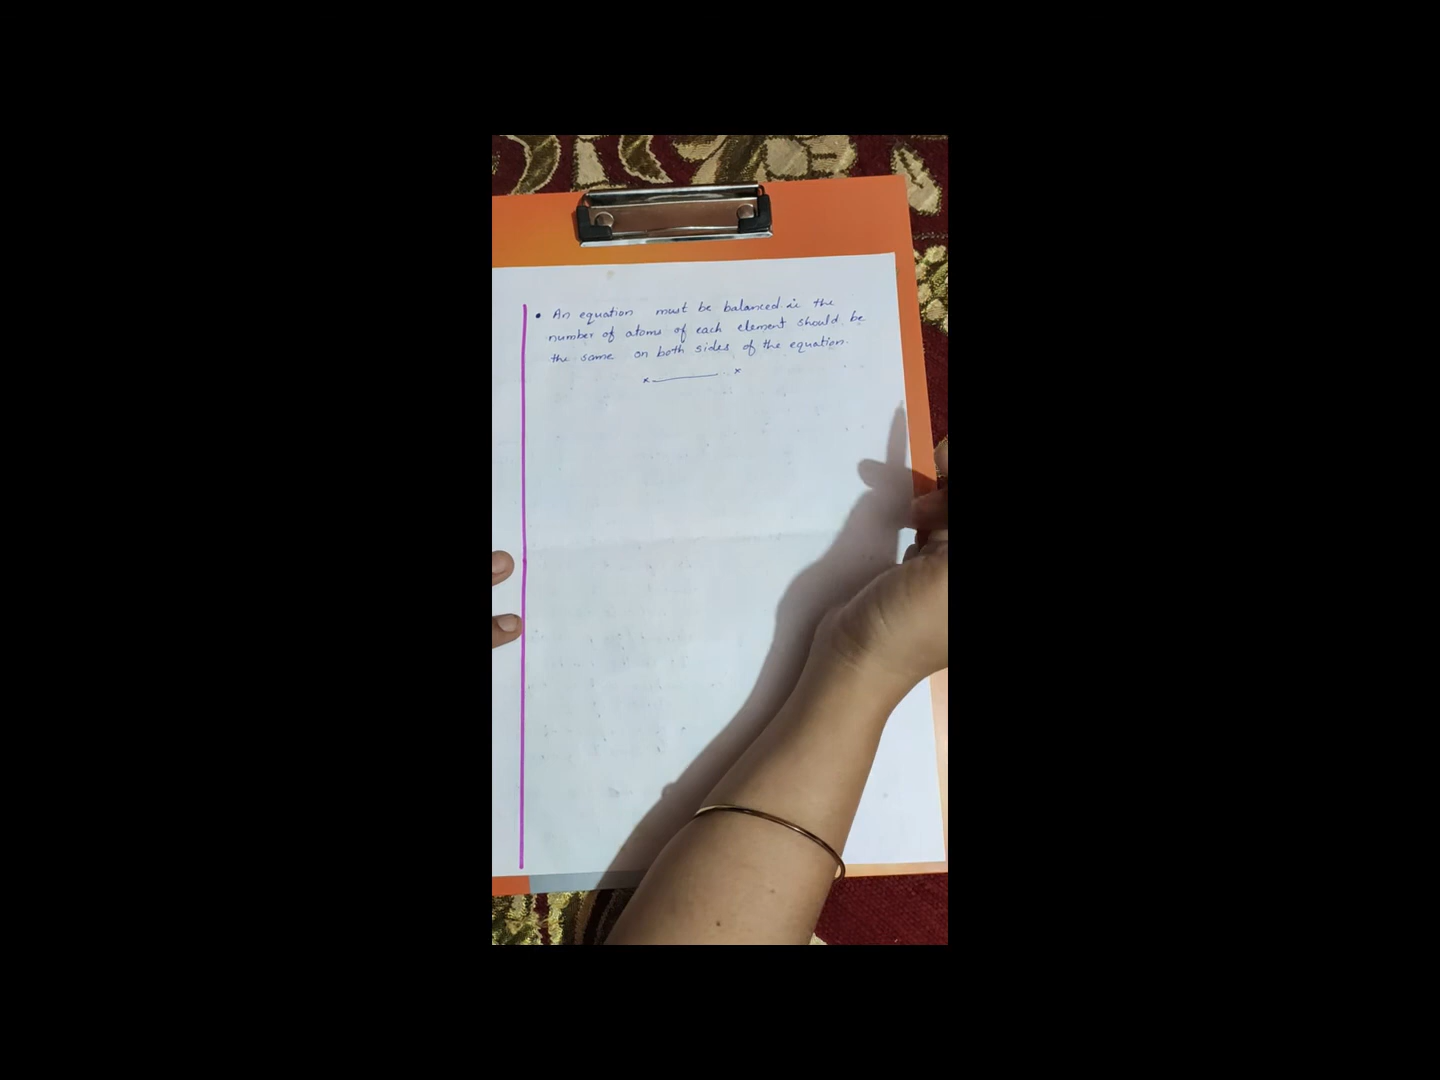 • An equation must be balanced ie the
number of atoms of each element should be
the same on both sides of the equation.
x———x